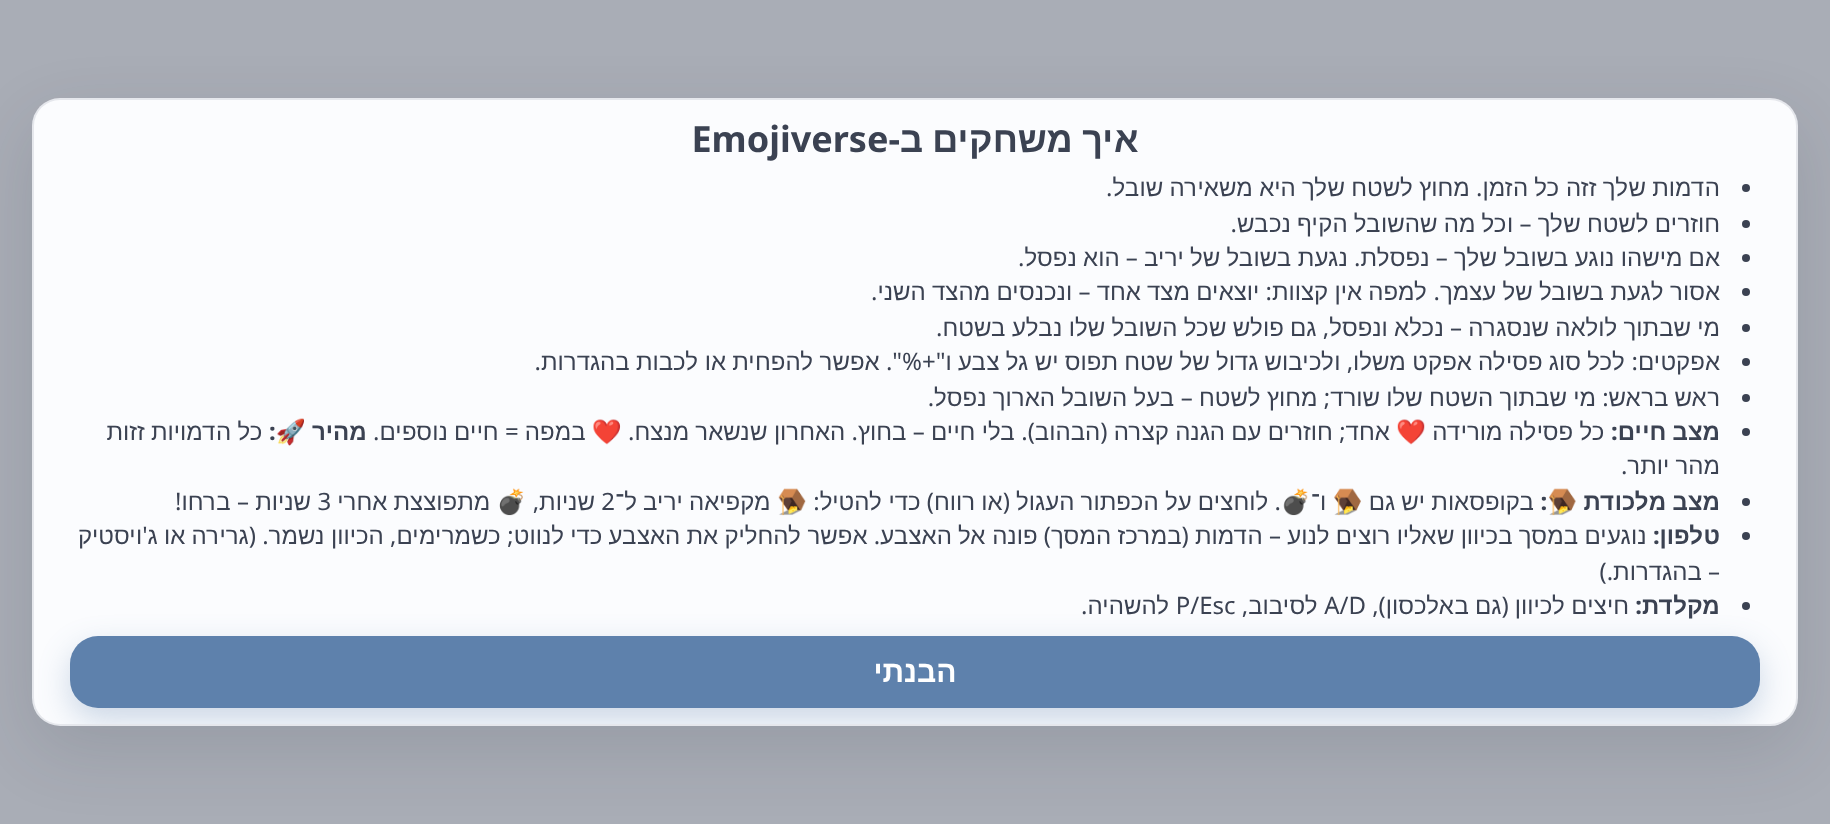 איך משחקים ב-Emojiverse
הדמות שלך זזה כל הזמן. מחוץ לשטח שלך היא משאירה שובל.
חוזרים לשטח שלך – וכל מה שהשובל הקיף נכבש.
אם מישהו נוגע בשובל שלך – נפסלת. נגעת בשובל של יריב – הוא נפסל.
אסור לגעת בשובל של עצמך. למפה אין קצוות: יוצאים מצד אחד – ונכנסים מהצד השני.
מי שבתוך לולאה שנסגרה – נכלא ונפסל, גם פולש שכל השובל שלו נבלע בשטח.
אפקטים: לכל סוג פסילה אפקט משלו, ולכיבוש גדול של שטח תפוס יש גל צבע ו"+%". אפשר להפחית או לכבות בהגדרות.
ראש בראש: מי שבתוך השטח שלו שורד; מחוץ לשטח – בעל השובל הארוך נפסל.
מצב חיים: כל פסילה מורידה ❤️ אחד; חוזרים עם הגנה קצרה (הבהוב). בלי חיים – בחוץ. האחרון שנשאר מנצח. ❤️ במפה = חיים נוספים. מהיר 🚀: כל הדמויות זזות
מהר יותר.
מצב מלכודת 🪤: בקופסאות יש גם 🪤 ו־💣. לוחצים על הכפתור העגול (או רווח) כדי להטיל: 🪤 מקפיאה יריב ל־2 שניות, 💣 מתפוצצת אחרי 3 שניות – ברחו!
טלפון: נוגעים במסך בכיוון שאליו רוצים לנוע – הדמות (במרכז המסך) פונה אל האצבע. אפשר להחליק את האצבע כדי לנווט; כשמרימים, הכיוון נשמר. (גרירה או ג'ויסטיק
– בהגדרות.)
מקלדת: חיצים לכיוון (גם באלכסון), A/D לסיבוב, P/Esc להשהיה.
הבנתי